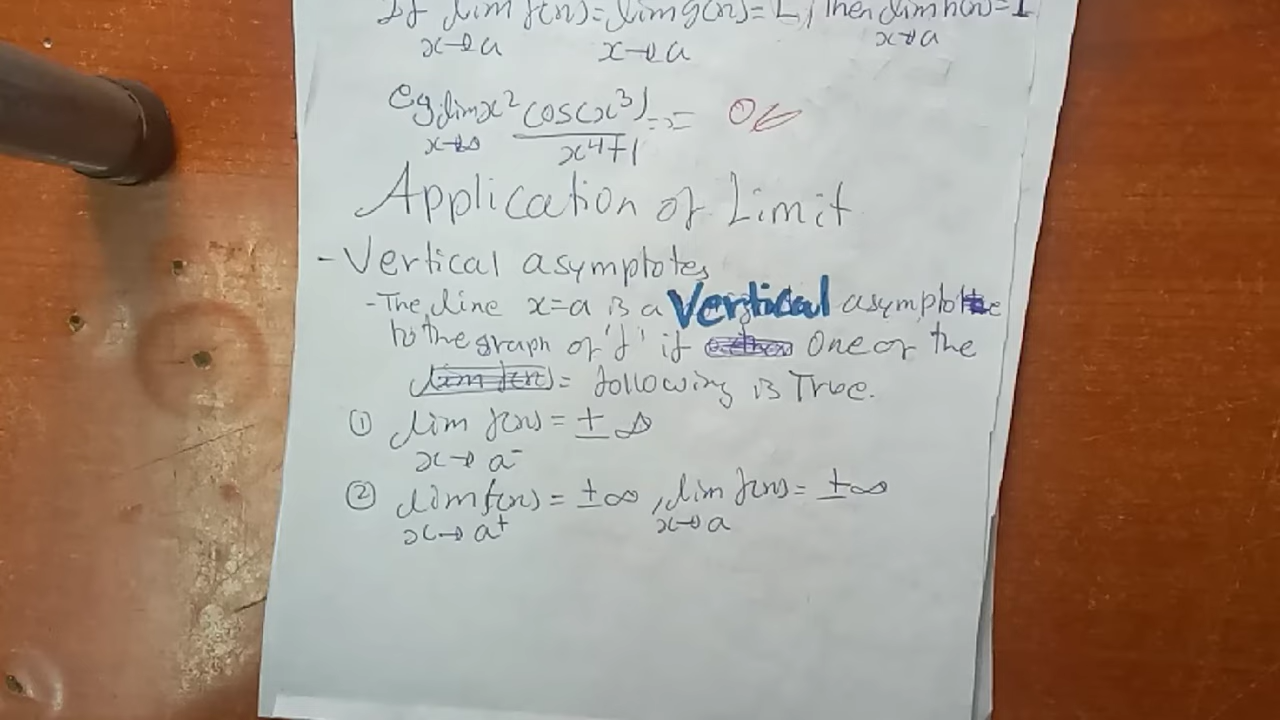 If lim f(x) = lim g(x) = L, then lim h(x) = L
x→a x→a x→a
eg lim x² cos(x³) = 0
x→∞ x⁴+1
Application of Limit
- Vertical asymptotes
- The line x=a is a Vertical asymptote
to the graph of 'f' if One of the
following is True.
① lim f(x) = ± ∞
x→ a⁻
② lim f(x) = ±∞, lim f(x) = ±∞
x→ a⁺ x→a